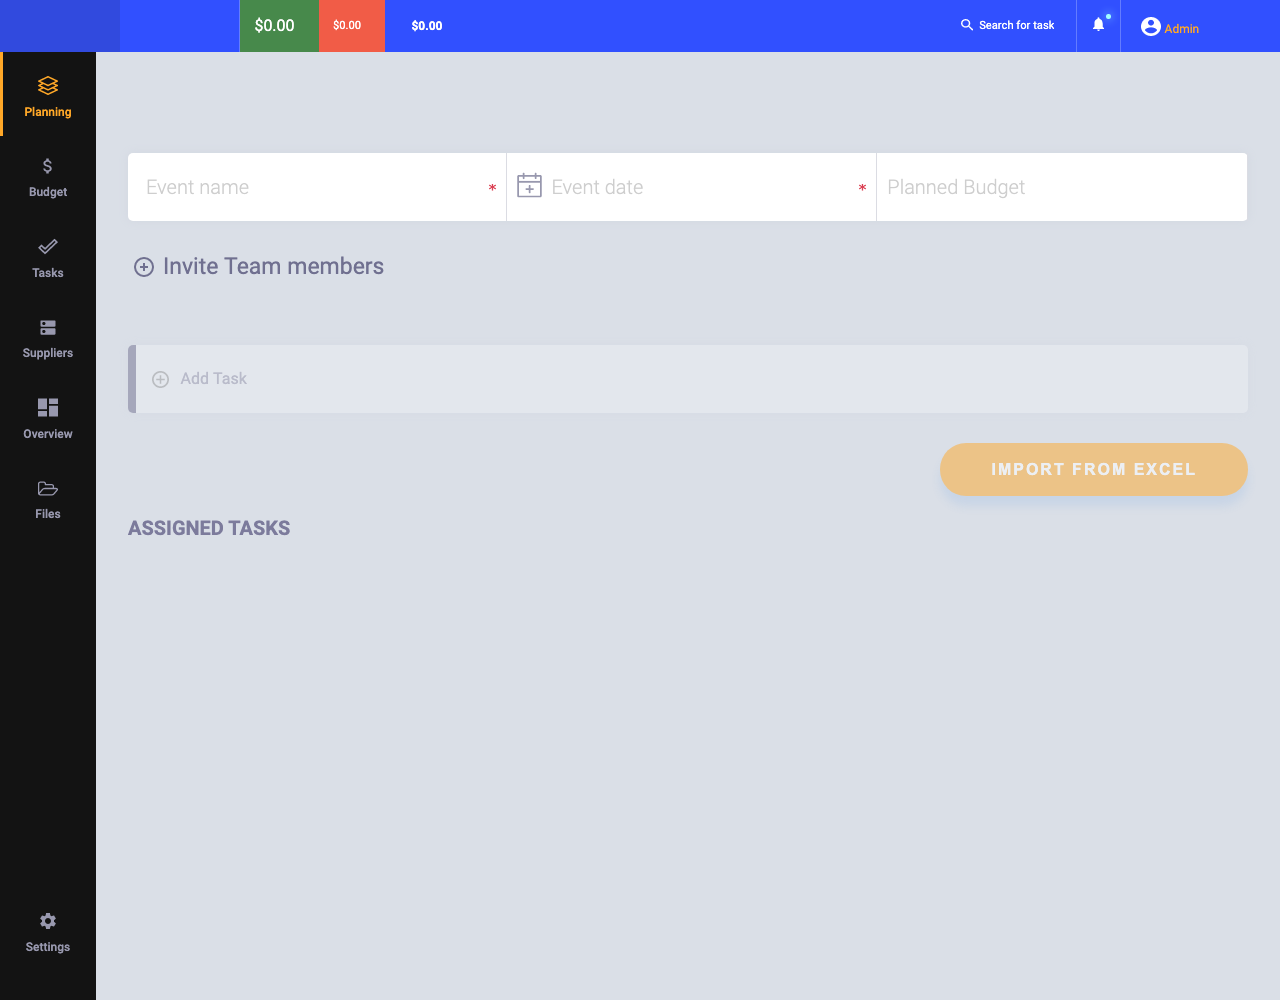 $0.00 $0.00 $0.00 Search for task Admin
Planning
Budget
Tasks
Suppliers
Overview
Files
Settings
Event name * Event date * Planned Budget
Invite Team members
Add Task
IMPORT FROM EXCEL
ASSIGNED TASKS